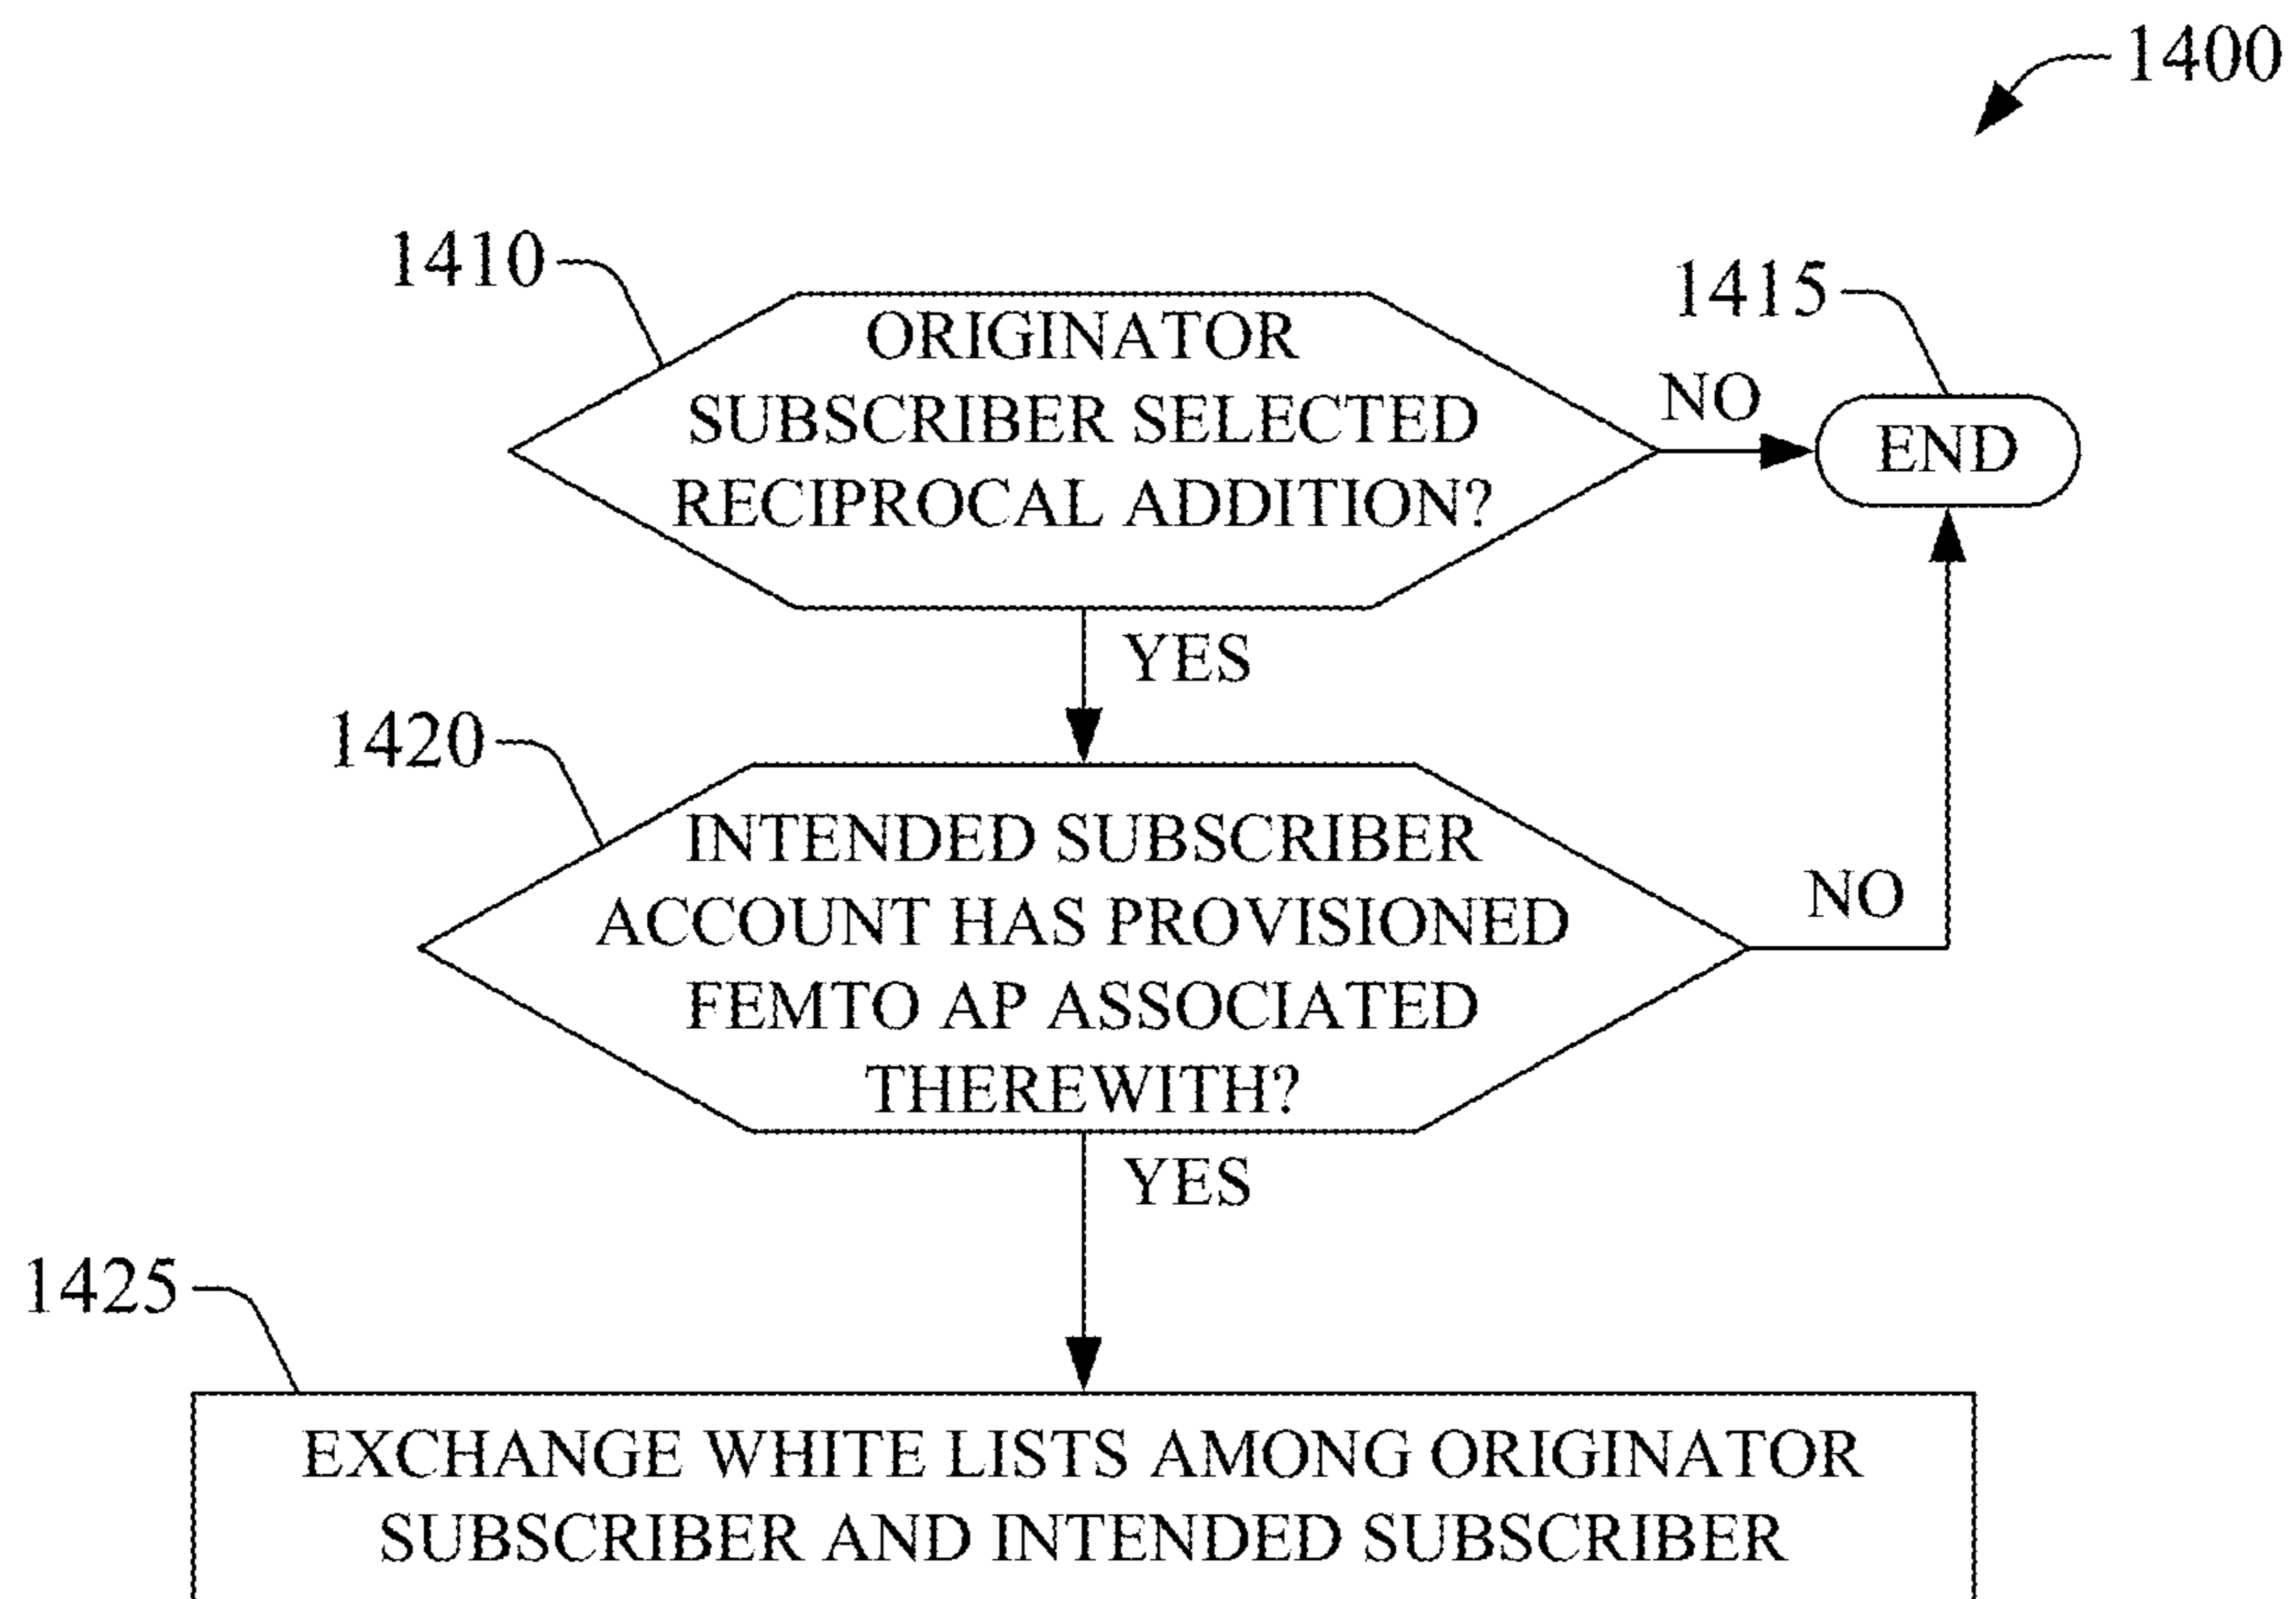 1400
1410
ORIGINATOR
SUBSCRIBER SELECTED
RECIPROCAL ADDITION?
NO
1415
END
YES
1420
INTENDED SUBSCRIBER
ACCOUNT HAS PROVISIONED
FEMTO AP ASSOCIATED
THEREWITH?
NO
YES
1425
EXCHANGE WHITE LISTS AMONG ORIGINATOR
SUBSCRIBER AND INTENDED SUBSCRIBER